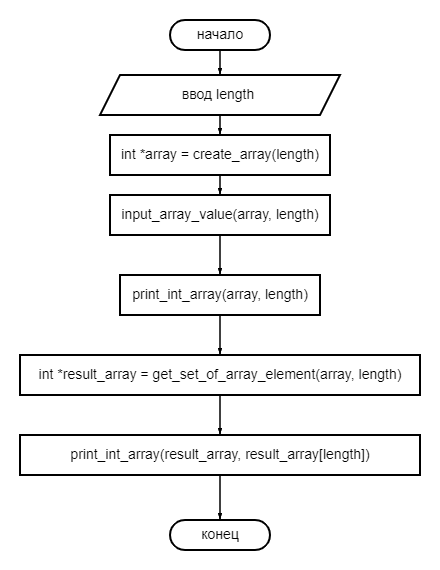 начало
ввод length
int *array = create_array(length)
input_array_value(array, length)
print_int_array(array, length)
int *result_array = get_set_of_array_element(array, length)
print_int_array(result_array, result_array[length])
конец